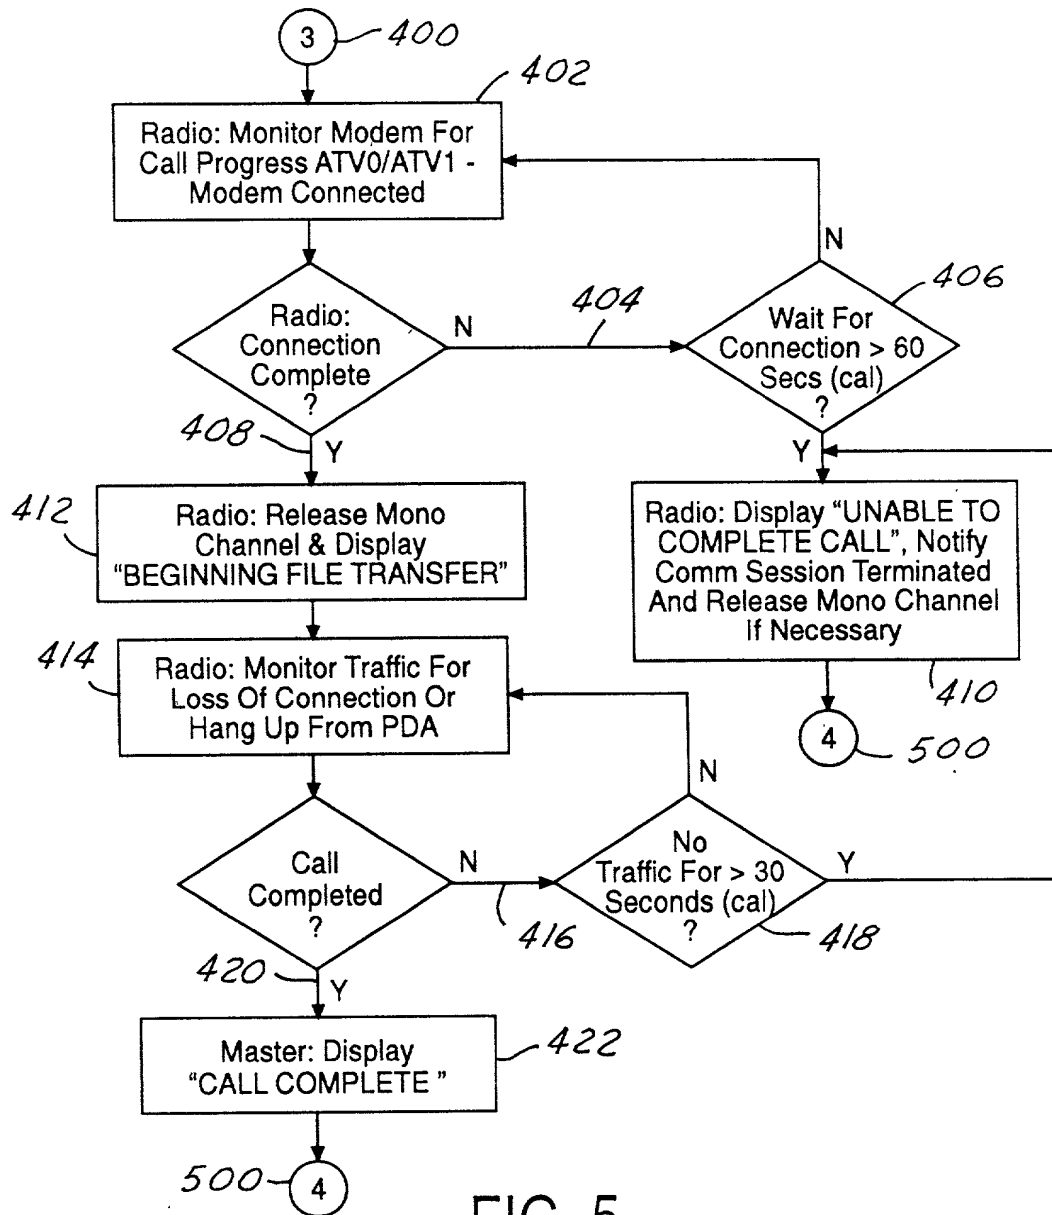 3
400
402
Radio: Monitor Modem For
Call Progress ATV0/ATV1 -
Modem Connected
N
406
404
Radio:
Connection
Complete
?
N
Wait For
Connection > 60
Secs (cal)
?
408
Y
Y
412
Radio: Release Mono
Channel & Display
“BEGINNING FILE TRANSFER”
Radio: Display “UNABLE TO
COMPLETE CALL”, Notify
Comm Session Terminated
And Release Mono Channel
If Necessary
410
414
Radio: Monitor Traffic For
Loss Of Connection Or
Hang Up From PDA
4
500
N
Call
Completed
?
N
416
No
Traffic For > 30
Seconds (cal)
?
Y
418
420
Y
Master: Display
“CALL COMPLETE ”
422
500
4
FIG. 5